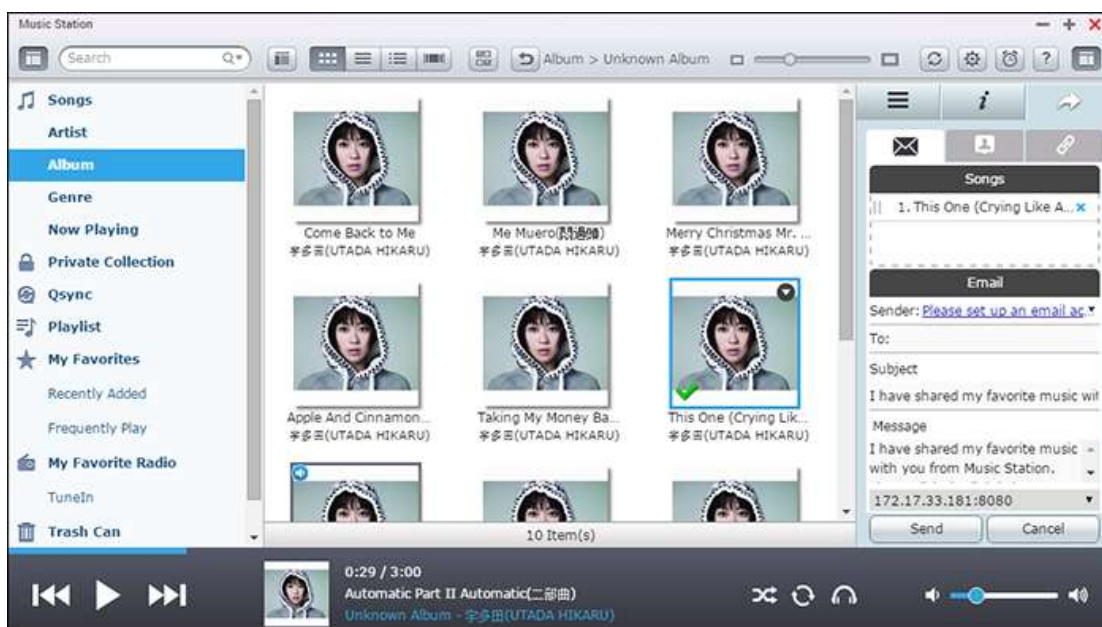 Music Station
Search
Album > Unknown Album
?
Songs
Artist
Album
Genre
Now Playing
Private Collection
Qsync
Playlist
My Favorites
Recently Added
Frequently Play
My Favorite Radio
TuneIn
Trash Can
Come Back to Me
宇多田(UTADA HIKARU)
Me Muero
宇多田(UTADA HIKARU)
Merry Christmas Mr. ...
宇多田(UTADA HIKARU)
Apple And Cinnamon...
宇多田(UTADA HIKARU)
Taking My Money Ba...
宇多田(UTADA HIKARU)
This One (Crying Lik...
宇多田(UTADA HIKARU)
10 Item(s)
i
Songs
1. This One (Crying Like A...
Email
Sender: Please set up an email ac
To:
Subject
I have shared my favorite music wit
Message
I have shared my favorite music
with you from Music Station.
172.17.33.181:8080
Send
Cancel
0:29 / 3:00
Automatic Part II Automatic(二部曲)
Unknown Album - 宇多田(UTADA HIKARU)